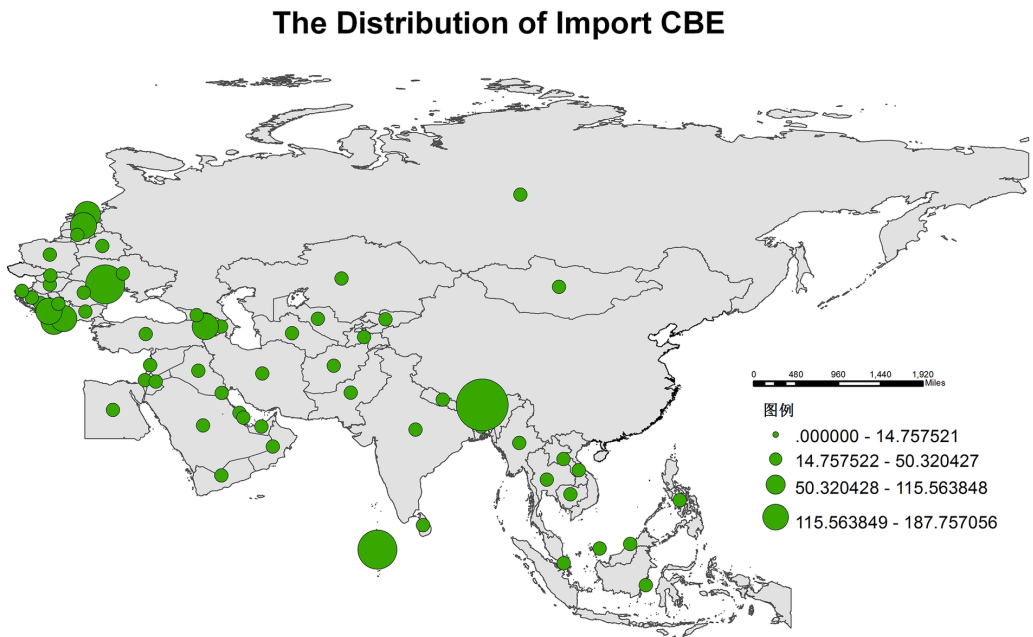 The Distribution of Import CBE
0 480 960 1,440 1,920
Miles
图例
.000000 - 14.757521
14.757522 - 50.320427
50.320428 - 115.563848
115.563849 - 187.757056